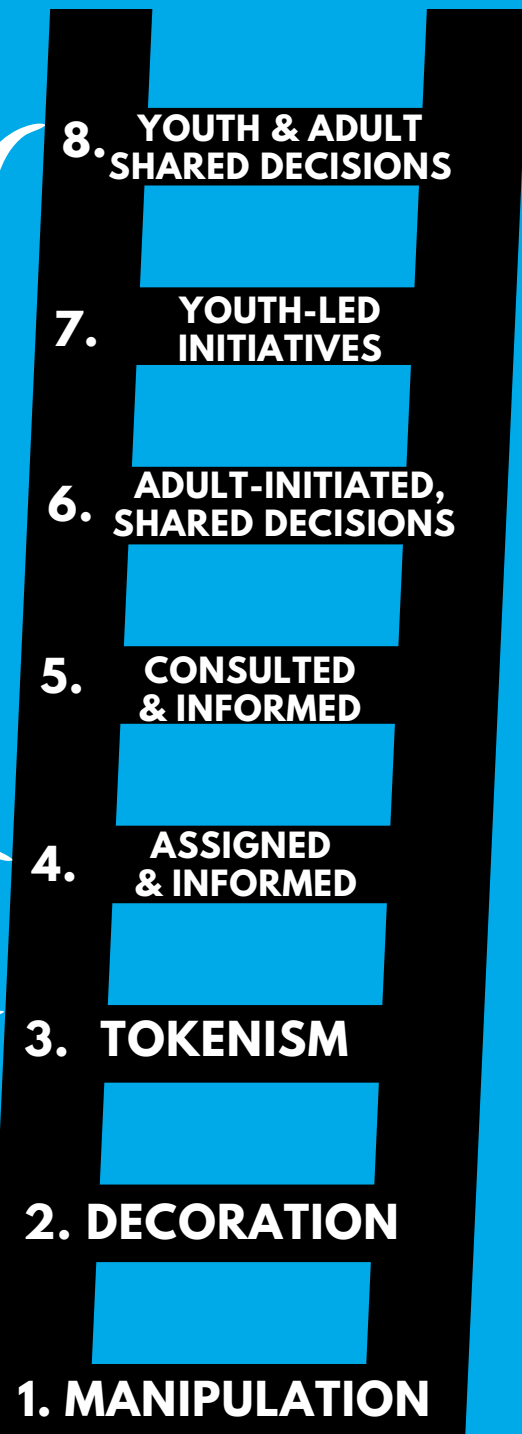 8. YOUTH & ADULT
SHARED DECISIONS
7. YOUTH-LED
INITIATIVES
6. ADULT-INITIATED,
SHARED DECISIONS
5. CONSULTED
& INFORMED
4. ASSIGNED
& INFORMED
3. TOKENISM
2. DECORATION
1. MANIPULATION